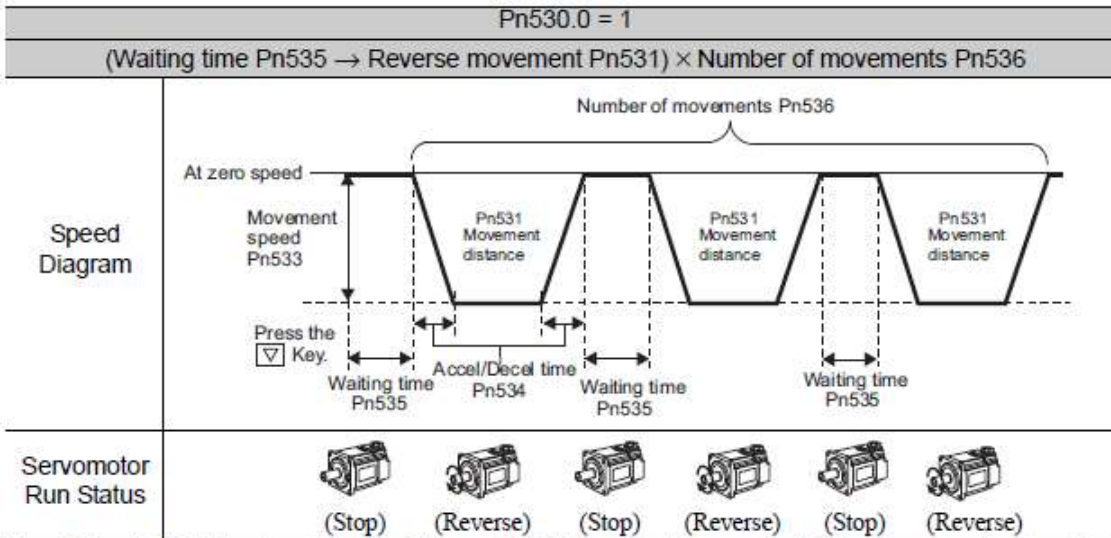 Pn530.0 = 1
(Waiting time Pn535 → Reverse movement Pn531) × Number of movements Pn536
Speed
Diagram
Number of movements Pn536
At zero speed
Movement
speed
Pn533
Pn531
Movement
distance
Pn531
Movement
distance
Pn531
Movement
distance
Press the
▽ Key.
Waiting time
Pn535
Accel/Decel time
Pn534
Waiting time
Pn535
Waiting time
Pn535
Servomotor
Run Status
(Stop) (Reverse) (Stop) (Reverse) (Stop) (Reverse)